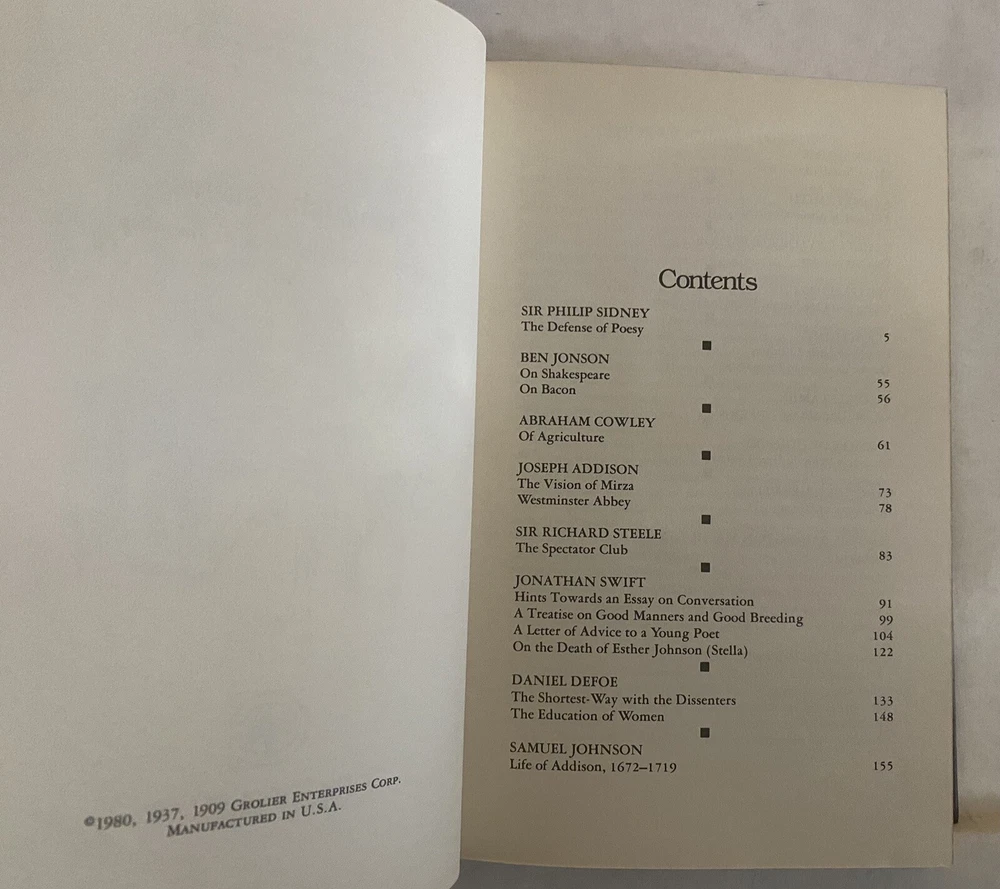 ©1980, 1937, 1909 GROLIER ENTERPRISES CORP.
MANUFACTURED IN U.S.A.
Contents
SIR PHILIP SIDNEY
The Defense of Poesy 5
BEN JONSON
On Shakespeare 55
On Bacon 56
ABRAHAM COWLEY
Of Agriculture 61
JOSEPH ADDISON
The Vision of Mirza 73
Westminster Abbey 78
SIR RICHARD STEELE
The Spectator Club 83
JONATHAN SWIFT
Hints Towards an Essay on Conversation 91
A Treatise on Good Manners and Good Breeding 99
A Letter of Advice to a Young Poet 104
On the Death of Esther Johnson (Stella) 122
DANIEL DEFOE
The Shortest-Way with the Dissenters 133
The Education of Women 148
SAMUEL JOHNSON
Life of Addison, 1672–1719 155